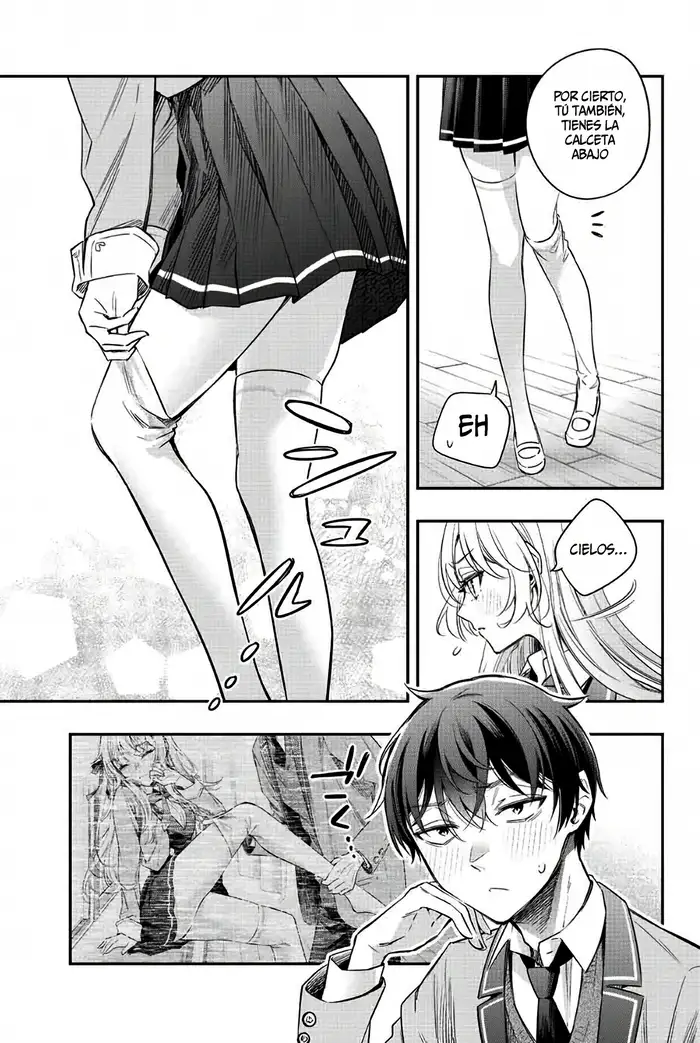 POR CIERTO,
TÚ TAMBIÉN,
TIENES LA
CALCETA
ABAJO
EH
CIELOS...